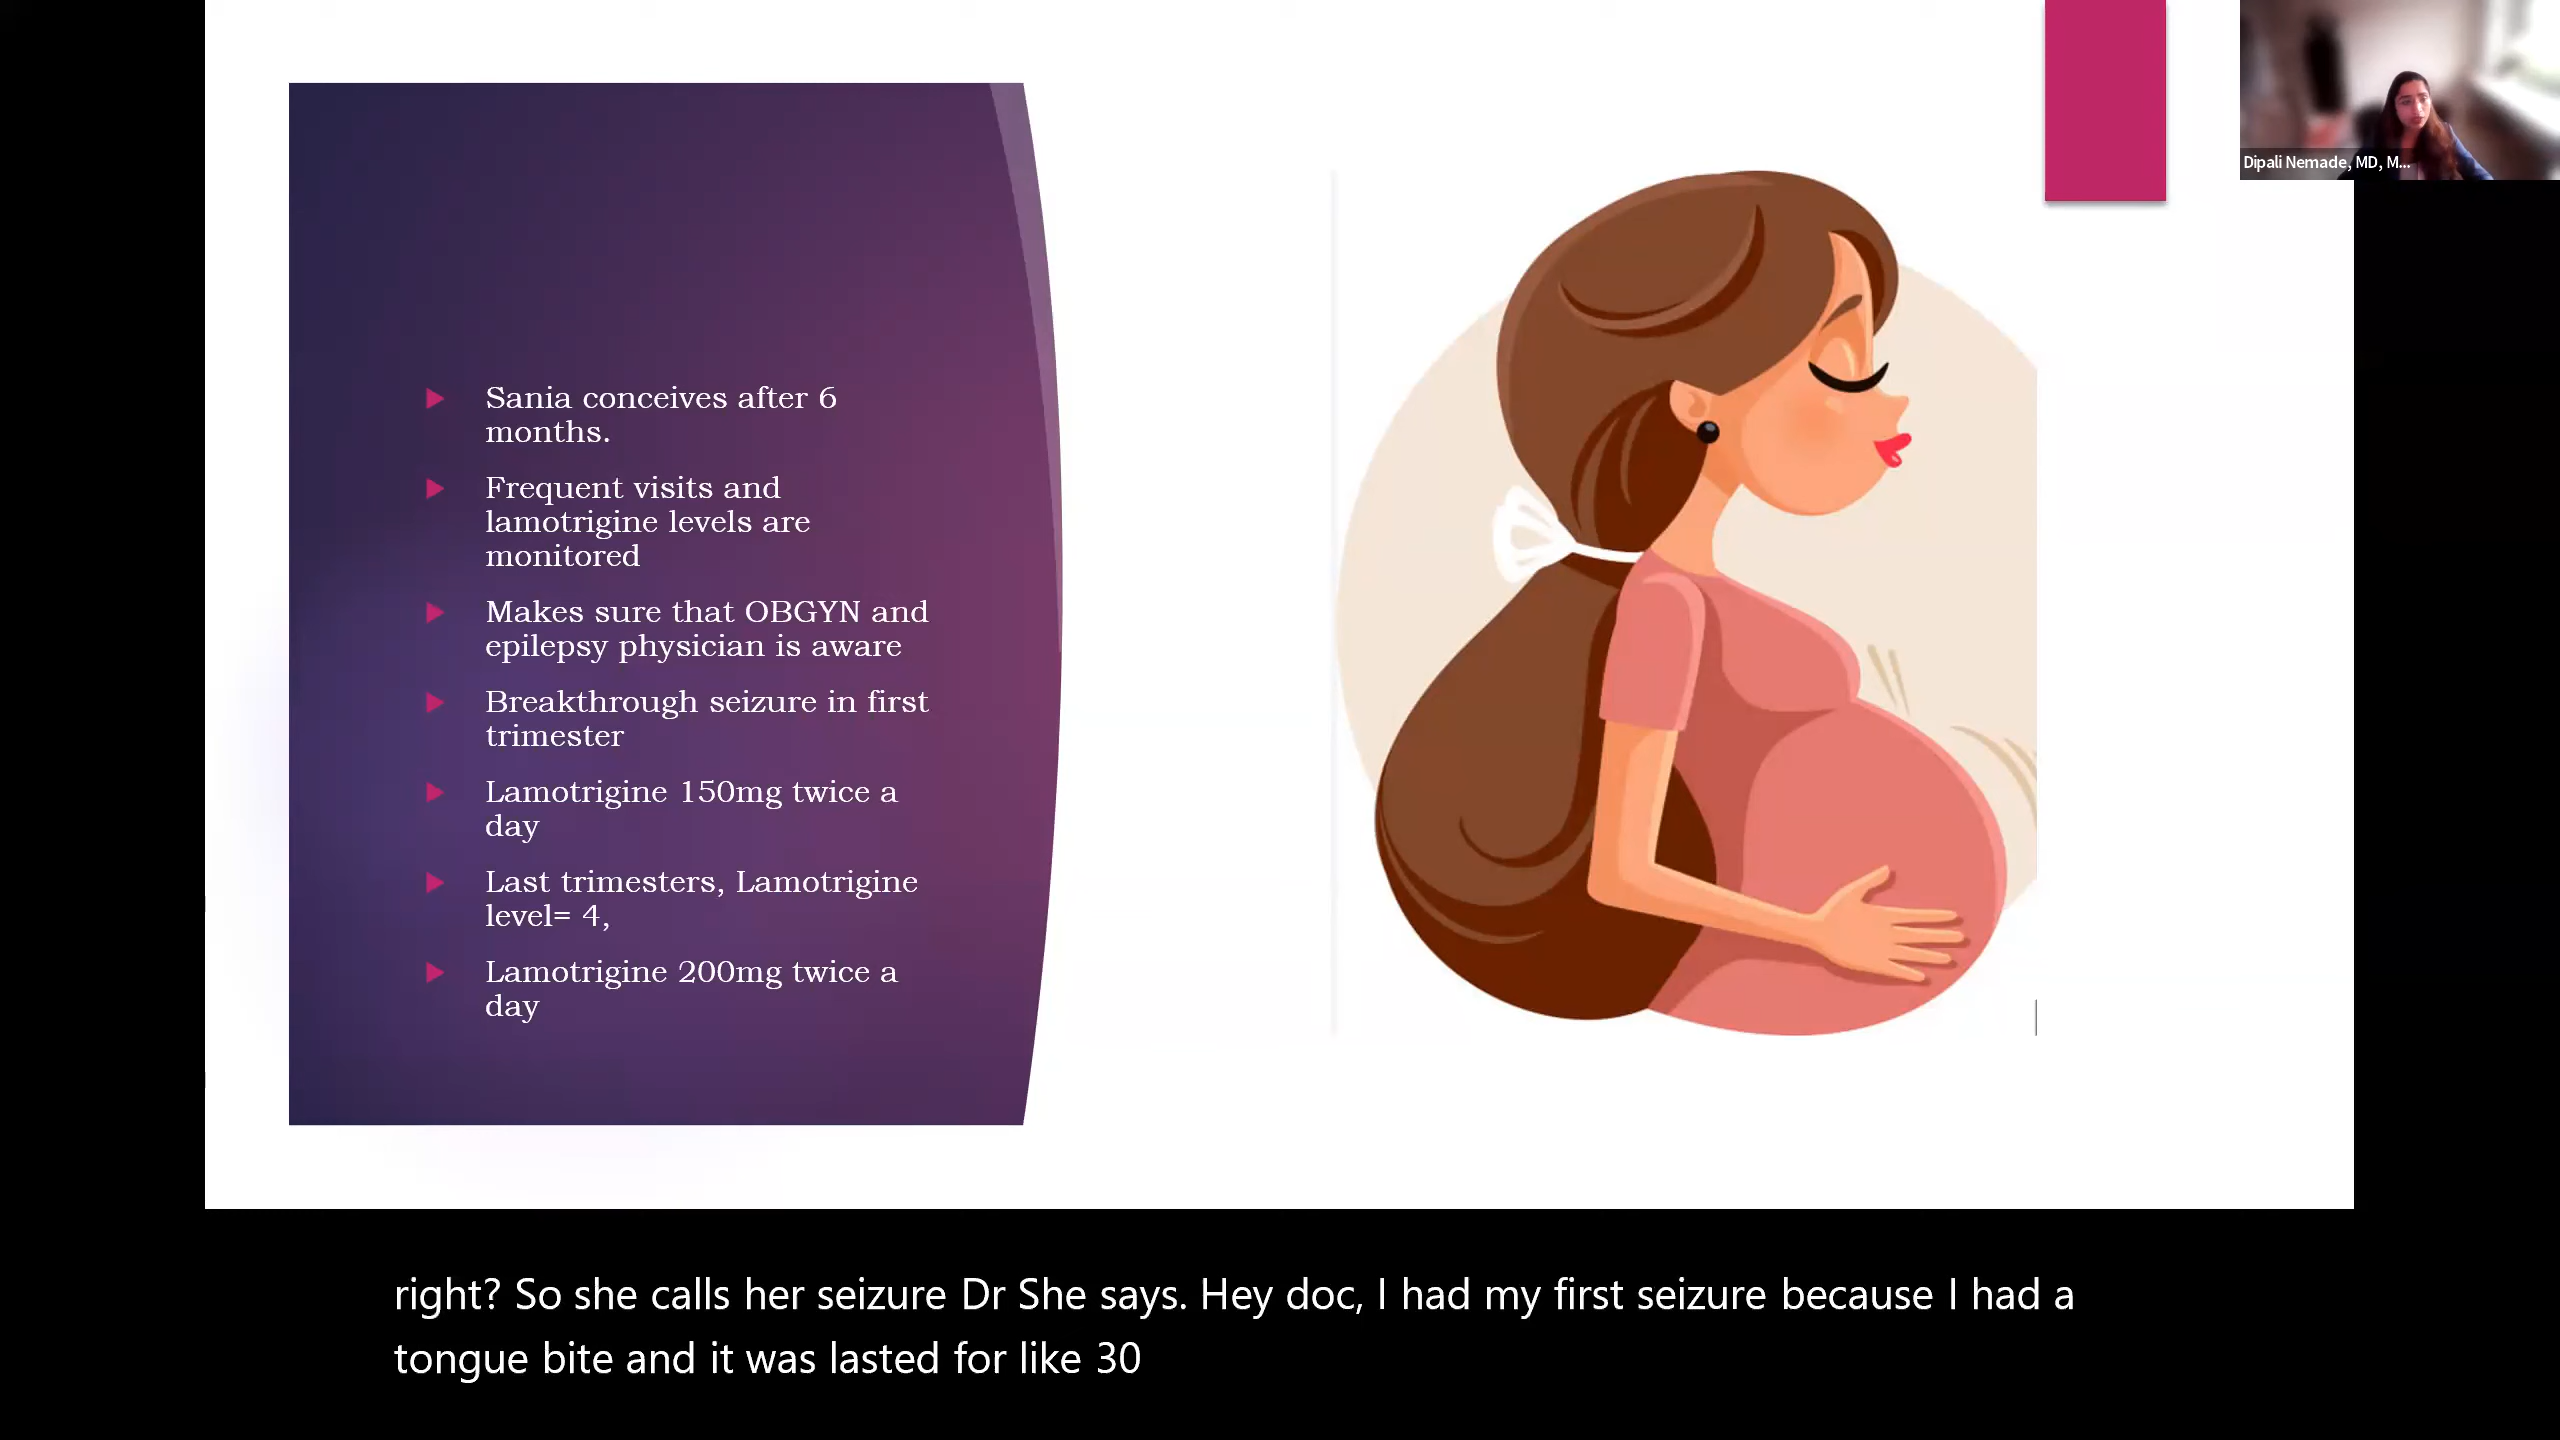 Sania conceives after 6
months.
Frequent visits and
lamotrigine levels are
monitored
Makes sure that OBGYN and
epilepsy physician is aware
Breakthrough seizure in first
trimester
Lamotrigine 150mg twice a
day
Last trimesters, Lamotrigine
level= 4,
Lamotrigine 200mg twice a
day
Dipali Nemade, MD, M...
right? So she calls her seizure Dr She says. Hey doc, I had my first seizure because I had a
tongue bite and it was lasted for like 30